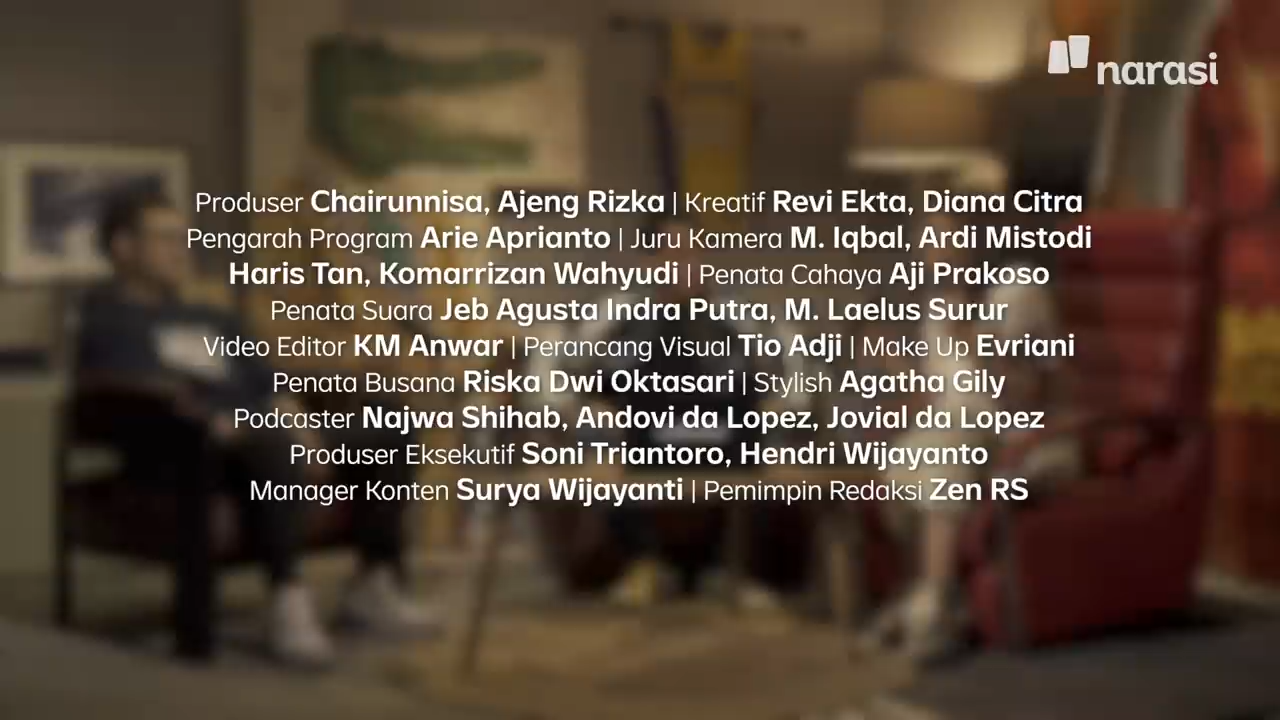 narasi
Produser Chairunnisa, Ajeng Rizka | Kreatif Revi Ekta, Diana Citra
Pengarah Program Arie Aprianto | Juru Kamera M. Iqbal, Ardi Mistodi
Haris Tan, Komarrizan Wahyudi | Penata Cahaya Aji Prakoso
Penata Suara Jeb Agusta Indra Putra, M. Laelus Surur
Video Editor KM Anwar | Perancang Visual Tio Adji | Make Up Evriani
Penata Busana Riska Dwi Oktasari | Stylish Agatha Gily
Podcaster Najwa Shihab, Andovi da Lopez, Jovial da Lopez
Produser Eksekutif Soni Triantoro, Hendri Wijayanto
Manager Konten Surya Wijayanti | Pemimpin Redaksi Zen RS